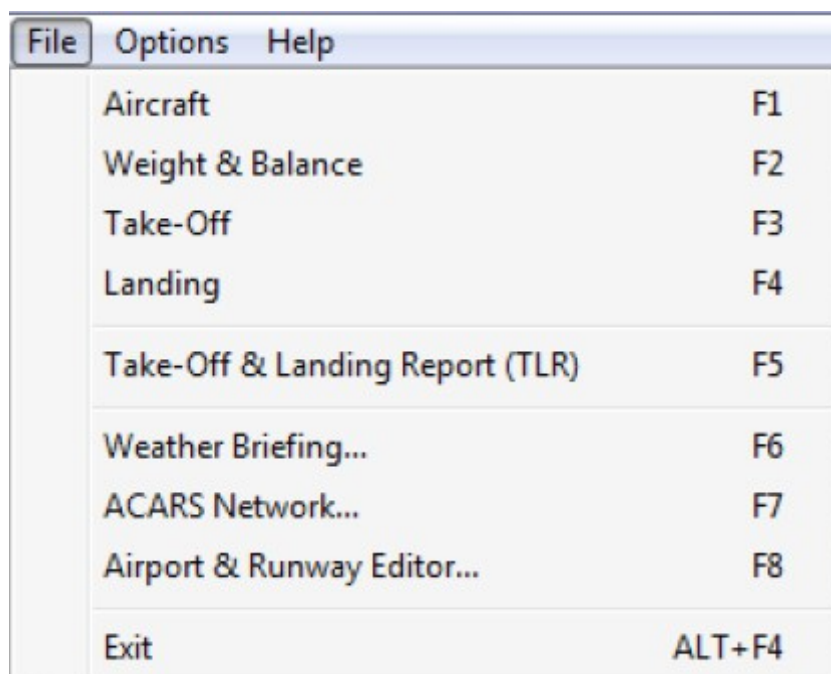 File Options Help
Aircraft F1
Weight & Balance F2
Take-Off F3
Landing F4
Take-Off & Landing Report (TLR) F5
Weather Briefing... F6
ACARS Network... F7
Airport & Runway Editor... F8
Exit ALT+F4